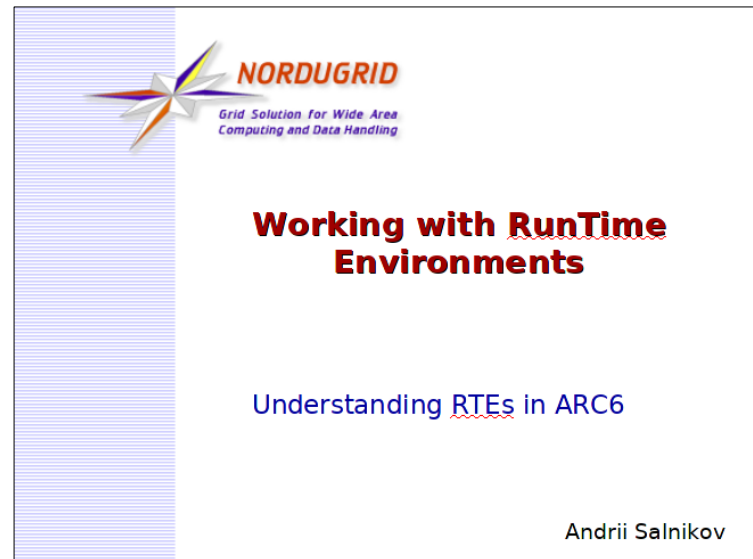 NORDUGRID
Grid Solution for Wide Area
Computing and Data Handling
Working with RunTime
Environments
Understanding RTEs in ARC6
Andrii Salnikov